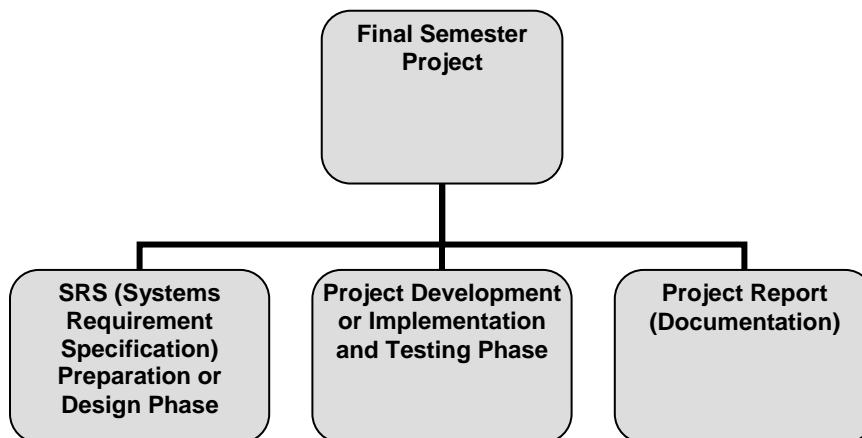 Final Semester
Project
SRS (Systems
Requirement
Specification)
Preparation or
Design Phase
Project Development
or Implementation
and Testing Phase
Project Report
(Documentation)